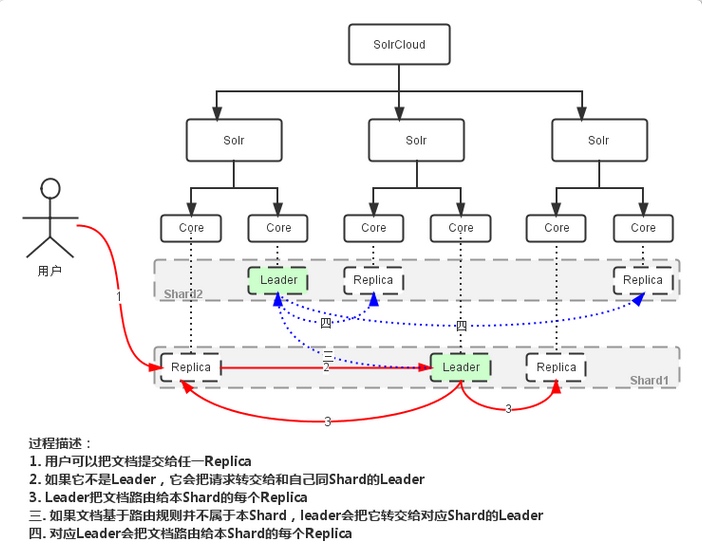 SolrCloud
Solr Solr Solr
Core Core Core Core Core Core
用户
Leader Replica Replica
Shard2
1
四 四
三
Replica 2 Leader Replica
Shard1
3 3
过程描述：
1. 用户可以把文档提交给任一Replica
2. 如果它不是Leader，它会把请求转交给和自己同Shard的Leader
3. Leader把文档路由给本Shard的每个Replica
三. 如果文档基于路由规则并不属于本Shard，leader会把它转交给对应Shard的Leader
四. 对应Leader会把文档路由给本Shard的每个Replica